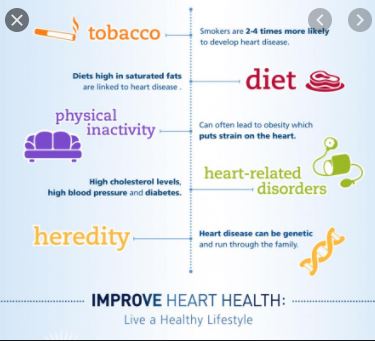 tobacco
Smokers are 2-4 times more likely
to develop heart disease.
Diets high in saturated fats
are linked to heart disease .
diet
physical
inactivity
Can often lead to obesity which
puts strain on the heart.
High cholesterol levels,
high blood pressure and diabetes.
heart-related
disorders
heredity
Heart disease can be genetic
and run through the family.
IMPROVE HEART HEALTH:
Live a Healthy Lifestyle